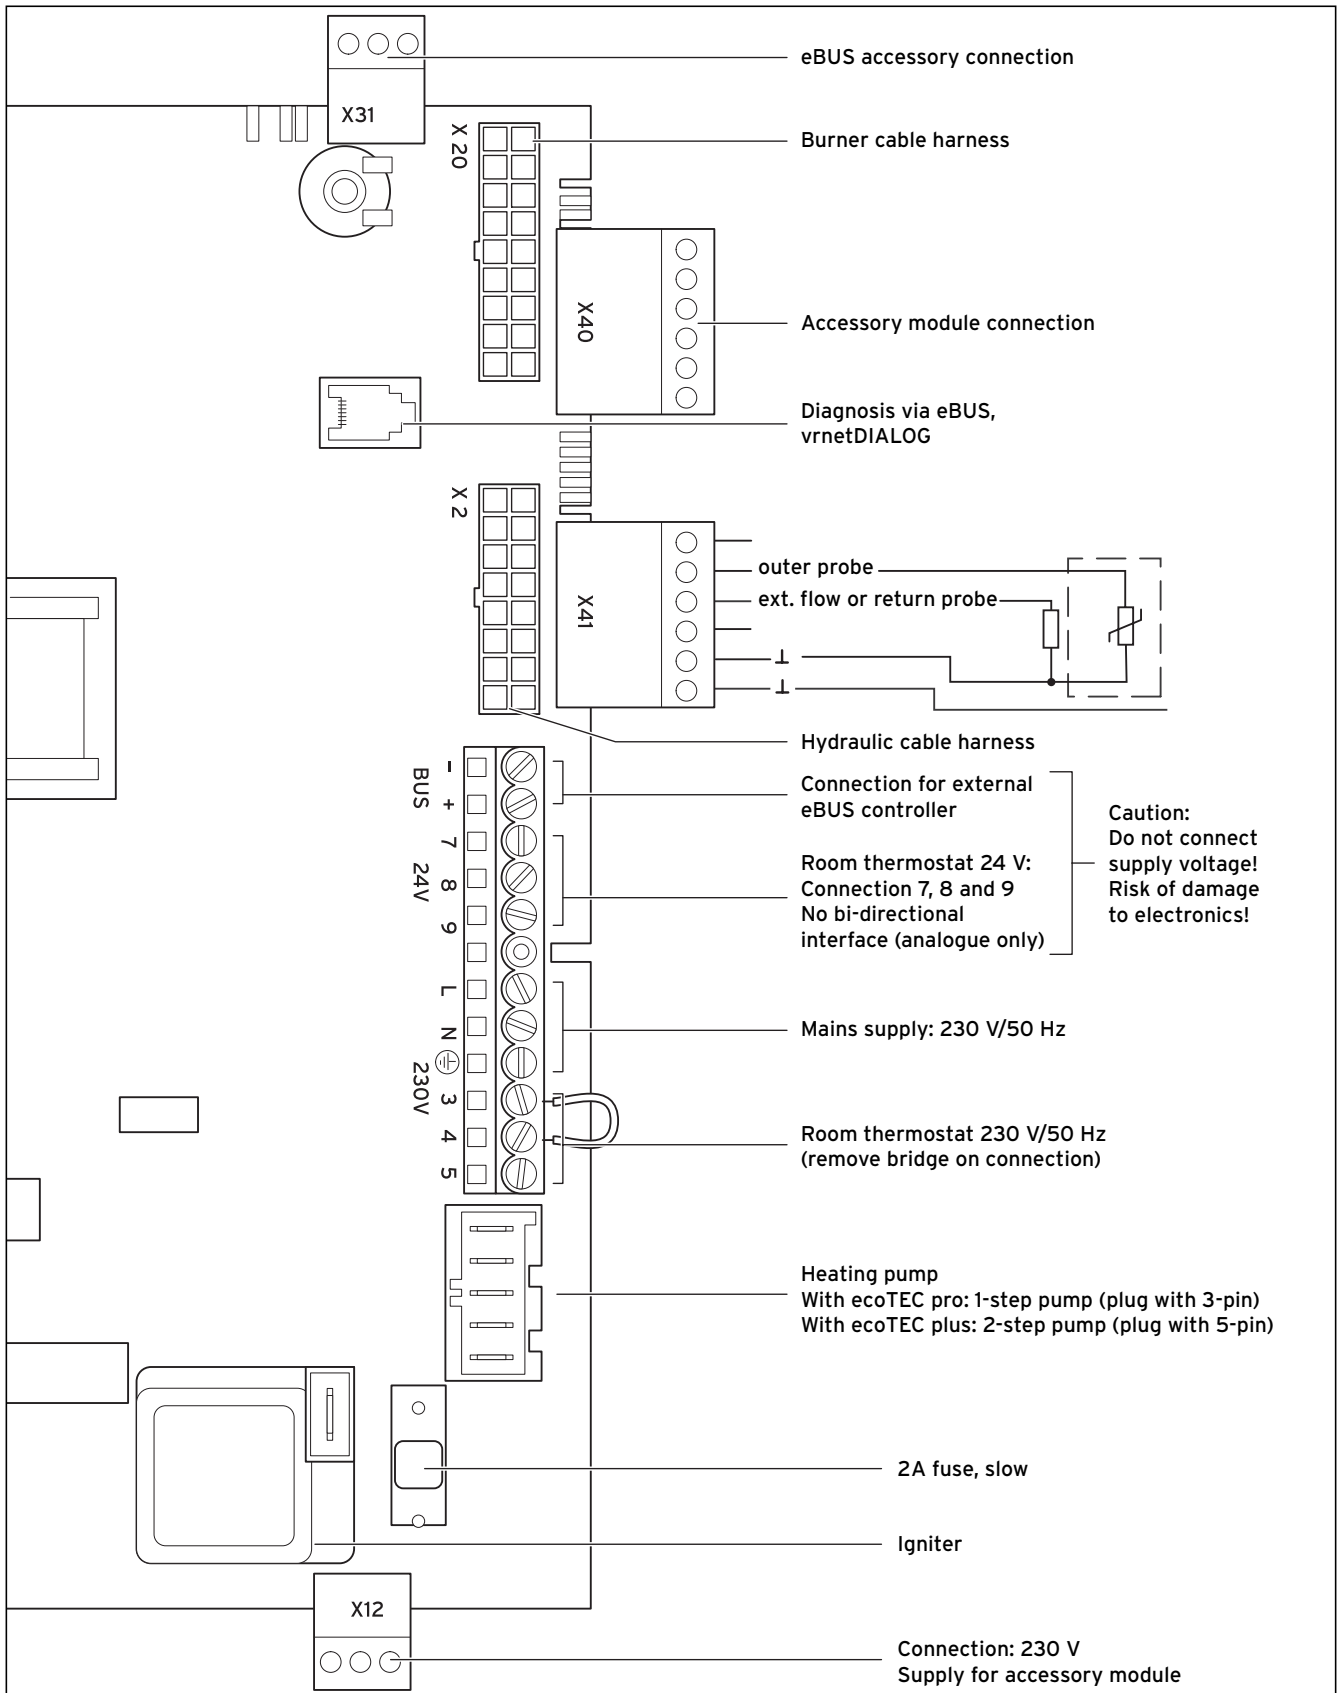 eBUS accessory connection
X31
Burner cable harness
X 20
X40
Accessory module connection
Diagnosis via eBUS,
vrnetDIALOG
X 2
X41
outer probe
ext. flow or return probe
Hydraulic cable harness
BUS
-
+
Connection for external
eBUS controller
24V
7
8
9
Room thermostat 24 V:
Connection 7, 8 and 9
No bi-directional
interface (analogue only)
Caution:
Do not connect
supply voltage!
Risk of damage
to electronics!
L
N
Mains supply: 230 V/50 Hz
230V
3
4
5
Room thermostat 230 V/50 Hz
(remove bridge on connection)
Heating pump
With ecoTEC pro: 1-step pump (plug with 3-pin)
With ecoTEC plus: 2-step pump (plug with 5-pin)
2A fuse, slow
Igniter
X12
Connection: 230 V
Supply for accessory module